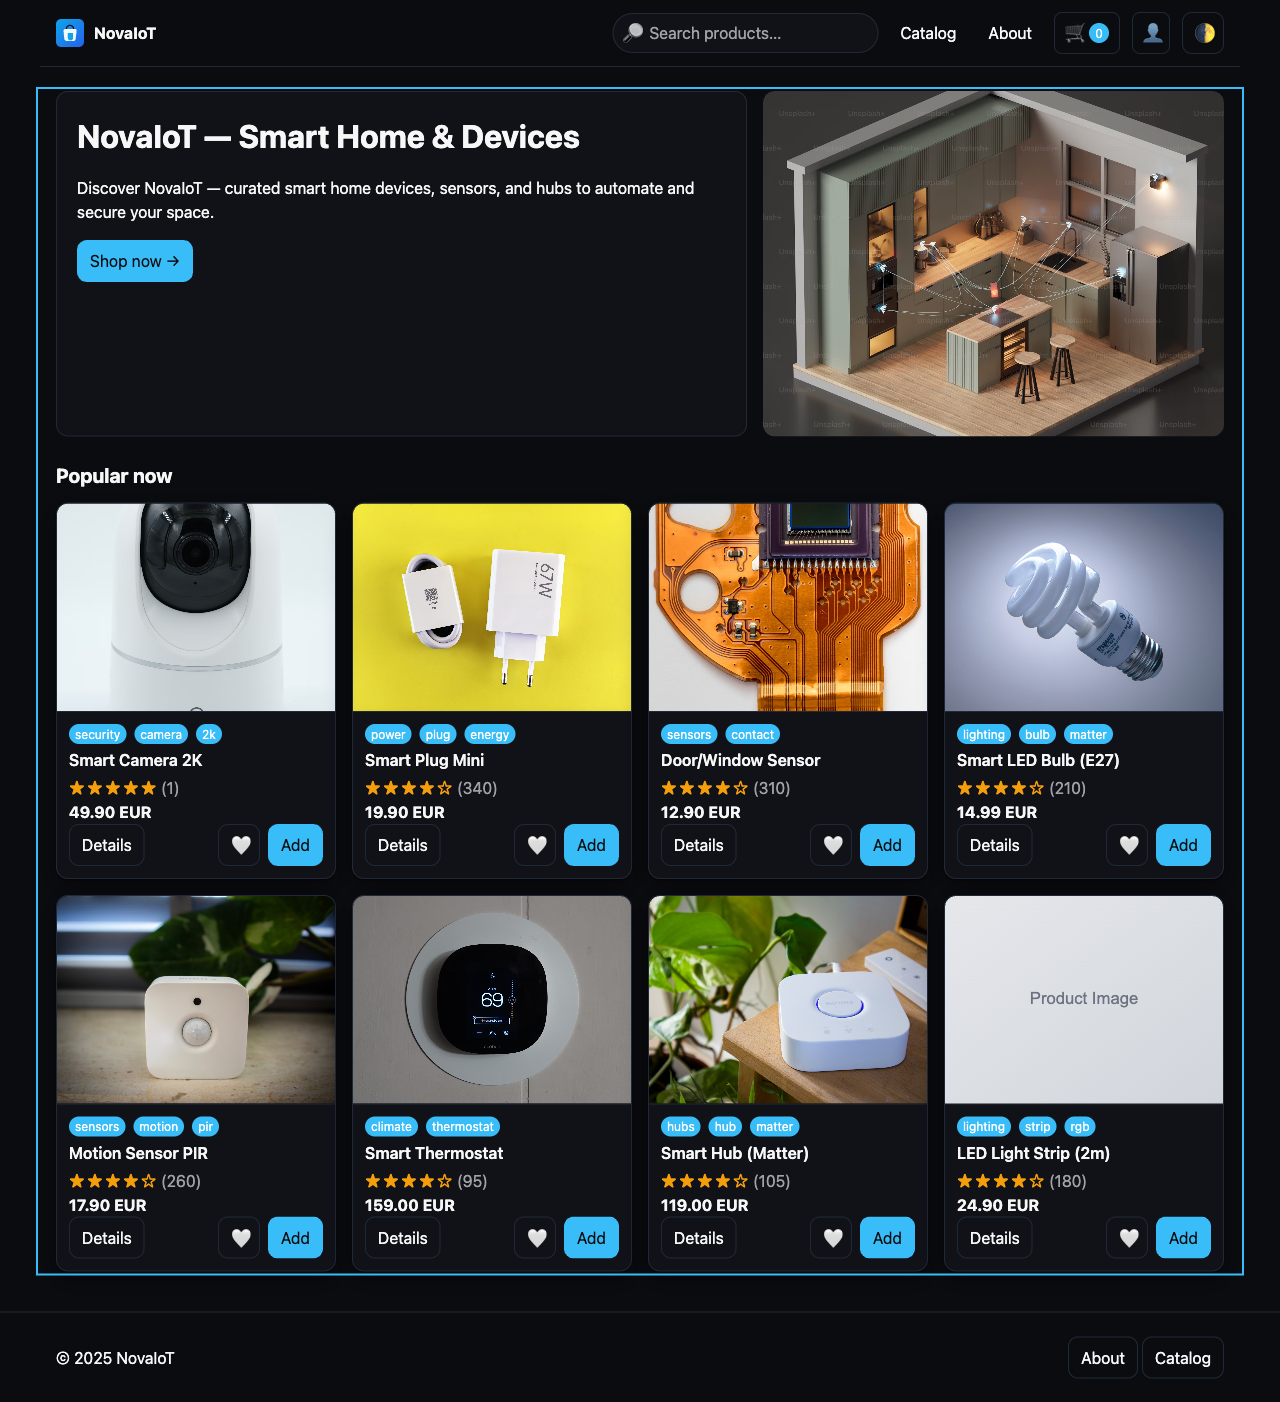 NovaIoT
Search products...
Catalog
About
0
NovaIoT — Smart Home & Devices
Discover NovaIoT — curated smart home devices, sensors, and hubs to automate and
secure your space.
Shop now →
Unsplash+
Popular now
67W
security camera 2k
Smart Camera 2K
★★★★★ (1)
49.90 EUR
Details
Add
power plug energy
Smart Plug Mini
★★★★☆ (340)
19.90 EUR
Details
Add
sensors contact
Door/Window Sensor
★★★★☆ (310)
12.90 EUR
Details
Add
lighting bulb matter
Smart LED Bulb (E27)
★★★★☆ (210)
14.99 EUR
Details
Add
sensors motion pir
Motion Sensor PIR
★★★★☆ (260)
17.90 EUR
Details
Add
69
climate thermostat
Smart Thermostat
★★★★☆ (95)
159.00 EUR
Details
Add
hubs hub matter
Smart Hub (Matter)
★★★★☆ (105)
119.00 EUR
Details
Add
Product Image
lighting strip rgb
LED Light Strip (2m)
★★★★☆ (180)
24.90 EUR
Details
Add
© 2025 NovaIoT
About
Catalog